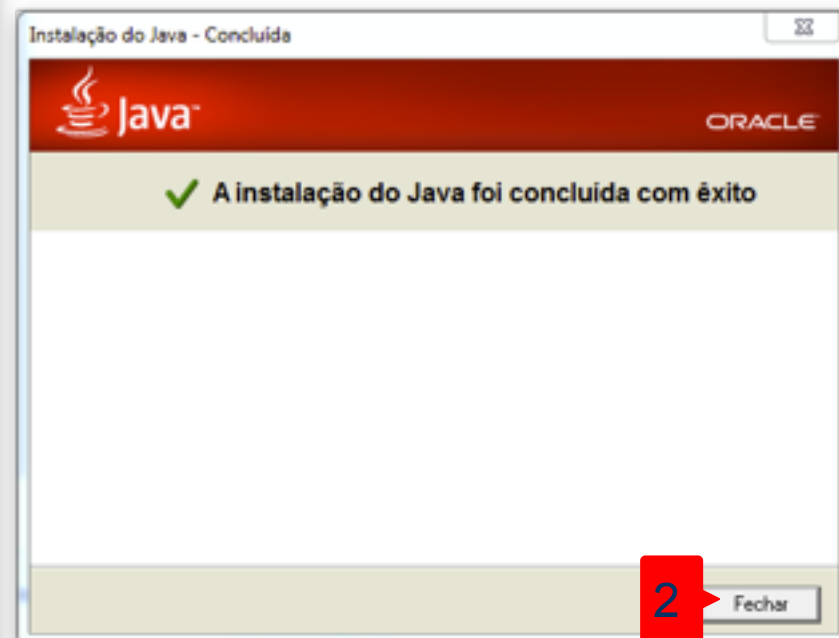 Instalação do Java - Concluída
Java
ORACLE
A instalação do Java foi concluída com êxito
2
Fechar